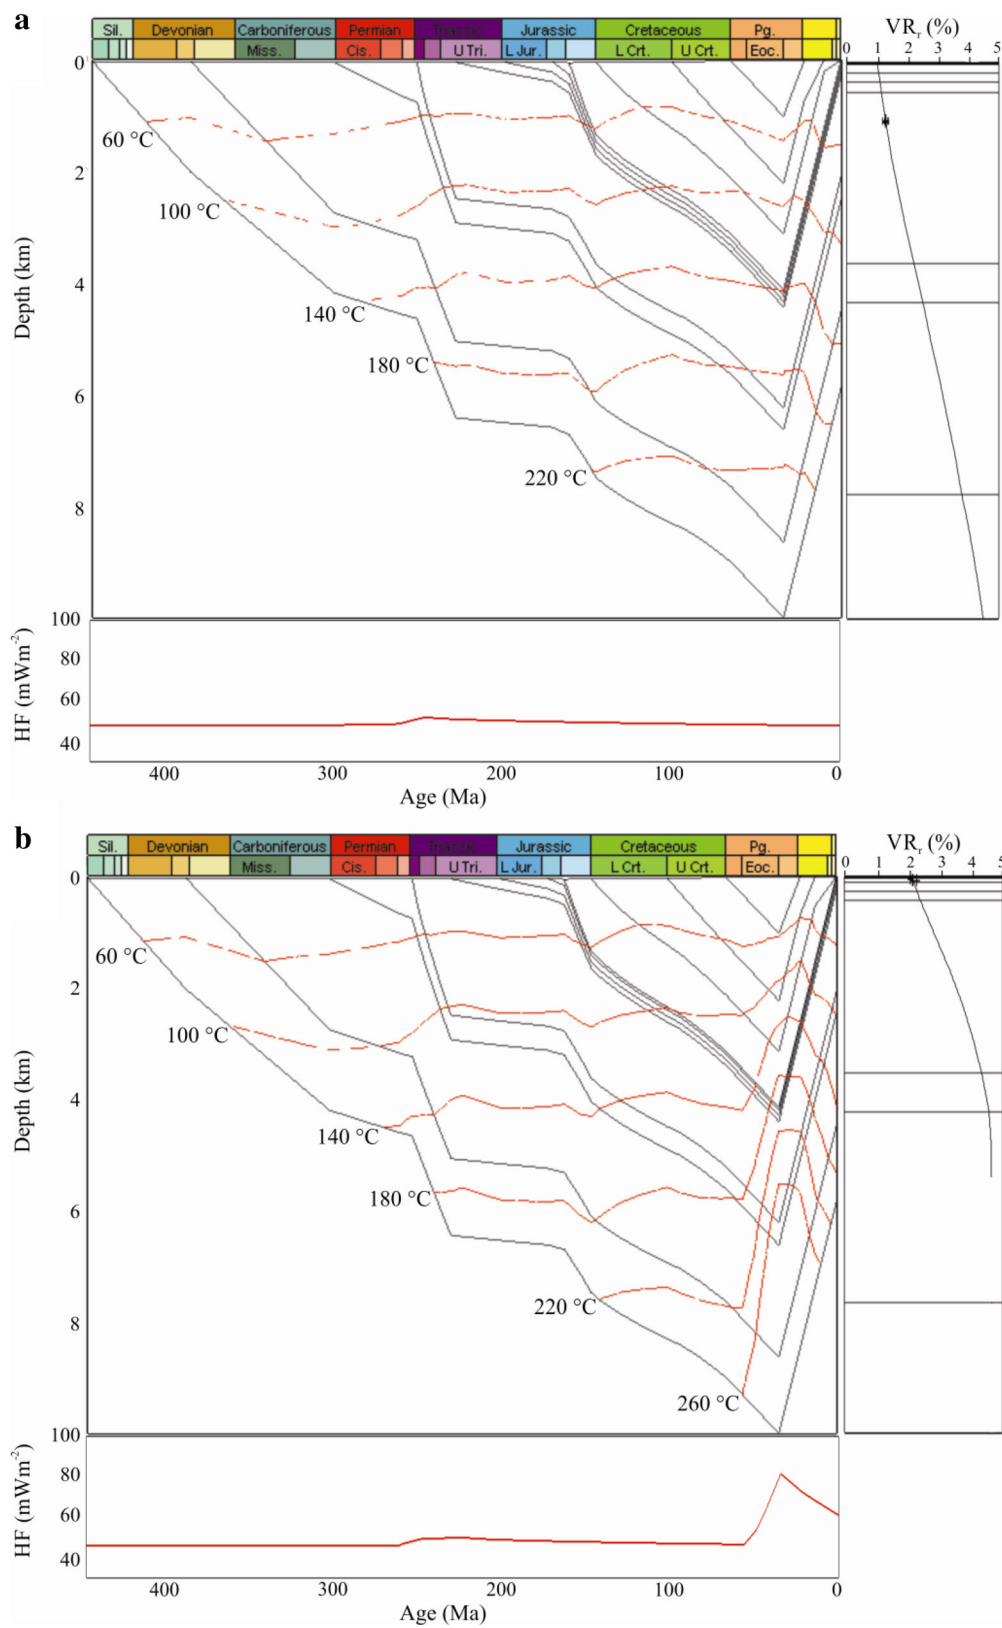 a
Sil. Devonian Carboniferous Permian Triassic Jurassic Cretaceous Pg.
Miss. Cis. U Tri. L Jur. L Crt. U Crt. Eoc.
VRr (%)
0 1 2 3 4 5
0
2
4
6
8
100
Depth (km)
60 °C
100 °C
140 °C
180 °C
220 °C
HF (mWm-2)
80
60
40
400 300 200 100 0
Age (Ma)
b
Sil. Devonian Carboniferous Permian Triassic Jurassic Cretaceous Pg.
Miss. Cis. U Tri. L Jur. L Crt. U Crt. Eoc.
VRr (%)
0 1 2 3 4 5
0
2
4
6
8
100
Depth (km)
60 °C
100 °C
140 °C
180 °C
220 °C
260 °C
HF (mWm-2)
80
60
40
400 300 200 100 0
Age (Ma)